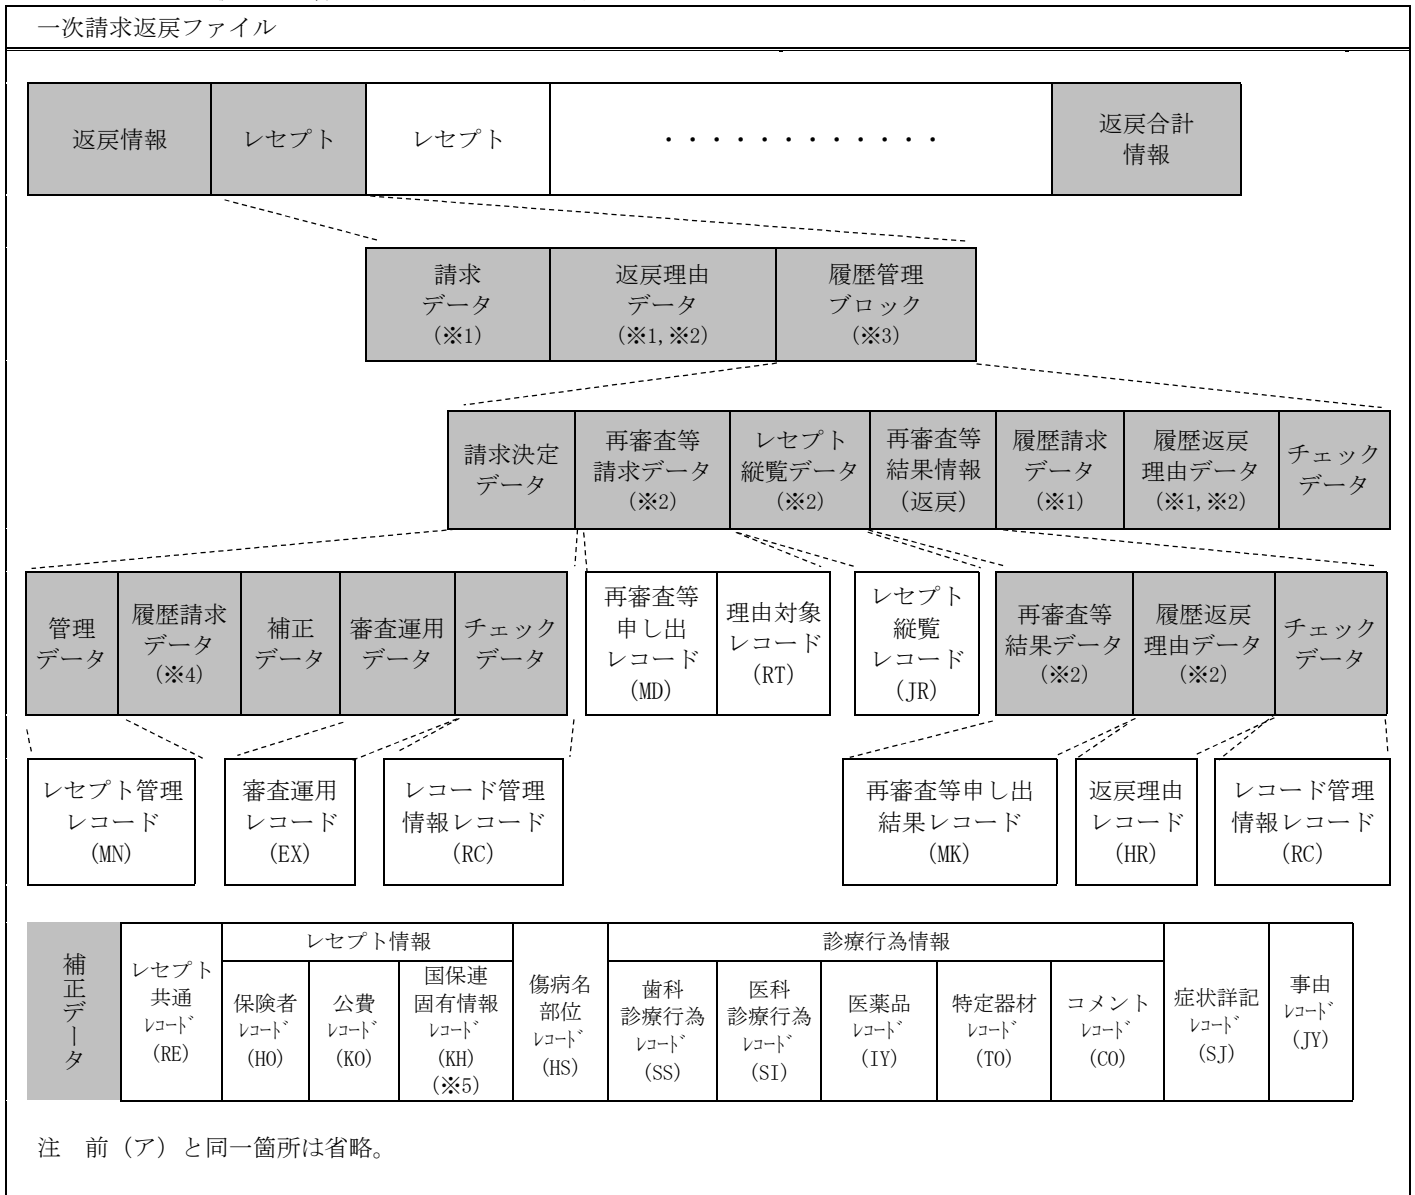 一次請求返戻ファイル
返戻情報
レセプト
レセプト
・・・・・・・・・・・・
返戻合計
情報
請求
データ
(※1)
返戻理由
データ
(※1,※2)
履歴管理
ブロック
(※3)
請求決定
データ
再審査等
請求データ
(※2)
レセプト
縦覧データ
(※2)
再審査等
結果情報
(返戻)
履歴請求
データ
(※1)
履歴返戻
理由データ
(※1,※2)
チェック
データ
管理
データ
履歴請求
データ
(※4)
補正
データ
審査運用
データ
チェック
データ
再審査等
申し出
レコード
(MD)
理由対象
レコード
(RT)
レセプト
縦覧
レコード
(JR)
再審査等
結果データ
(※2)
履歴返戻
理由データ
(※2)
チェック
データ
レセプト管理
レコード
(MN)
審査運用
レコード
(EX)
レコード管理
情報レコード
(RC)
再審査等申し出
結果レコード
(MK)
返戻理由
レコード
(HR)
レコード管理
情報レコード
(RC)
補正データ
レセプト
共通
ﾚｺｰﾄﾞ
(RE)
レセプト情報
保険者
ﾚｺｰﾄﾞ
(HO)
公費
ﾚｺｰﾄﾞ
(KO)
国保連
固有情報
ﾚｺｰﾄﾞ
(KH)
(※5)
傷病名
部位
ﾚｺｰﾄﾞ
(HS)
診療行為情報
歯科
診療行為
ﾚｺｰﾄﾞ
(SS)
医科
診療行為
ﾚｺｰﾄﾞ
(SI)
医薬品
ﾚｺｰﾄﾞ
(IY)
特定器材
ﾚｺｰﾄﾞ
(TO)
コメント
ﾚｺｰﾄﾞ
(CO)
症状詳記
ﾚｺｰﾄﾞ
(SJ)
事由
ﾚｺｰﾄﾞ
(JY)
注　前（ア）と同一箇所は省略。